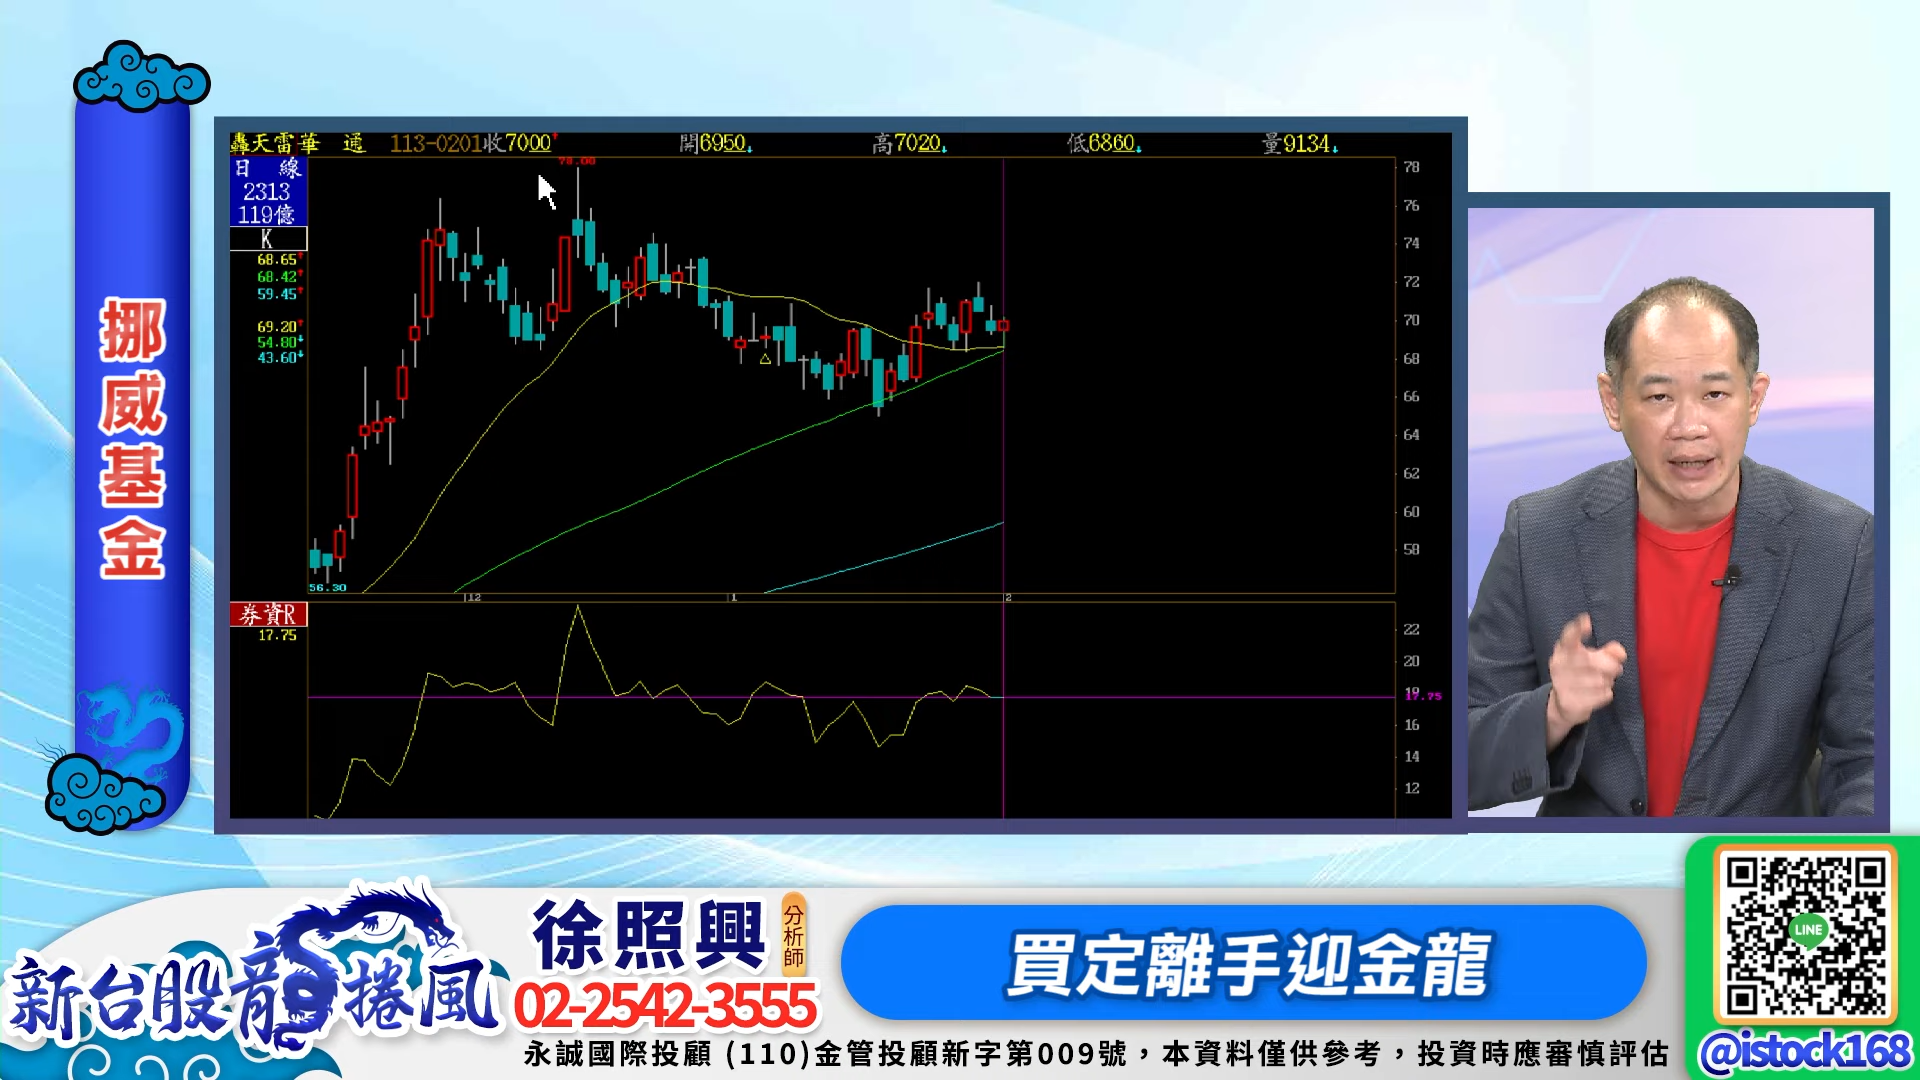 挪威基金
轟天雷華 通 113-0201收7000 開6950 高7020 低6860 量9134
日 線
2313
119億
K
68.65
68.42
59.45
69.20
54.80
43.60
78.00
78
76
74
72
70
68
66
64
62
60
58
56.30
12
1
2
券資R
17.75
22
20
18
17.75
16
14
12
新台股龍捲風
徐照興
分析師
02-2542-3555
買定離手迎金龍
永誠國際投顧 (110)金管投顧新字第009號，本資料僅供參考，投資時應審慎評估
LINE
@istock168